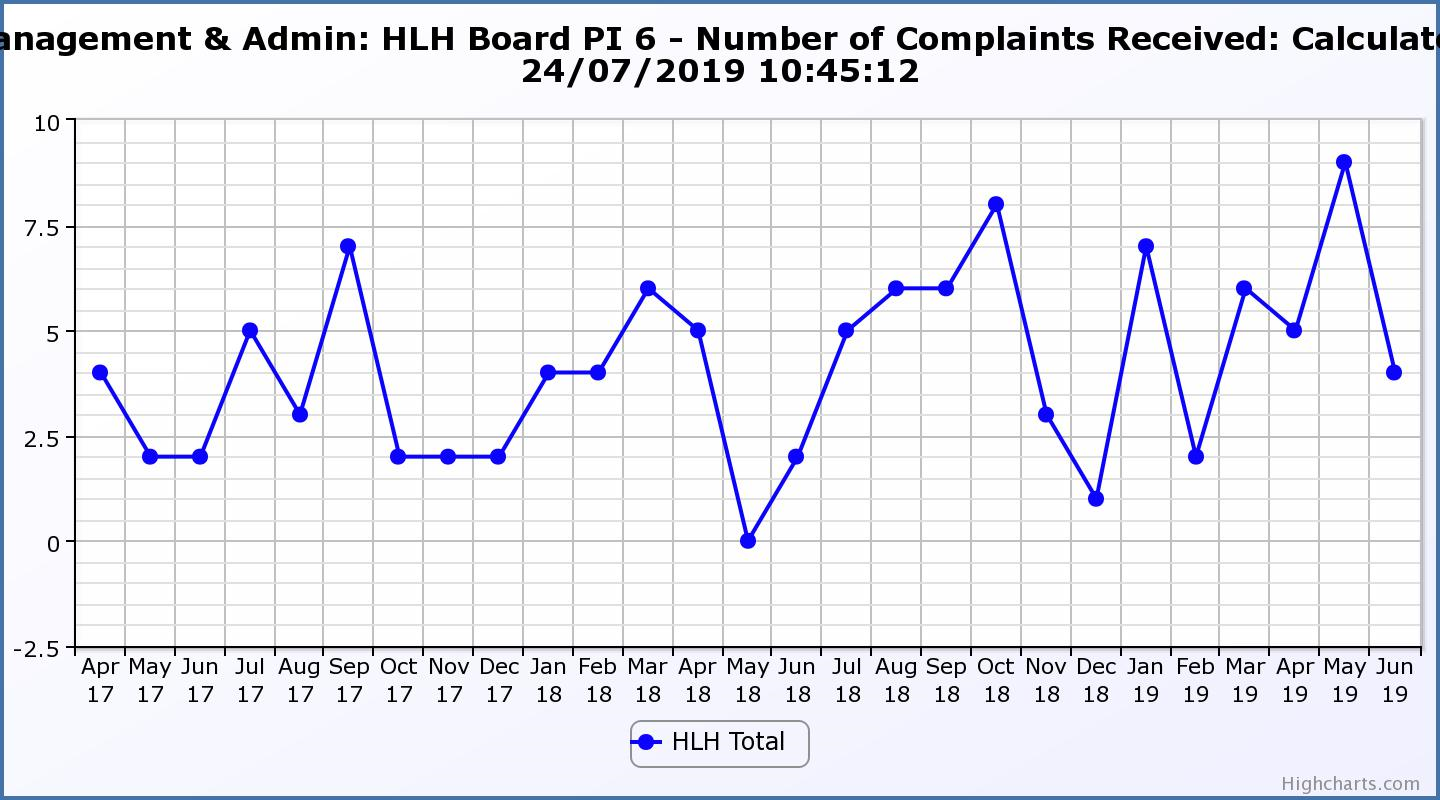 anagement & Admin: HLH Board PI 6 - Number of Complaints Received: Calculate
24/07/2019 10:45:12
10
7.5
5
2.5
0
-2.5
Apr May Jun Jul Aug Sep Oct Nov Dec Jan Feb Mar Apr May Jun Jul Aug Sep Oct Nov Dec Jan Feb Mar Apr May Jun
17 17 17 17 17 17 17 17 17 18 18 18 18 18 18 18 18 18 18 18 18 19 19 19 19 19 19
HLH Total
Highcharts.com